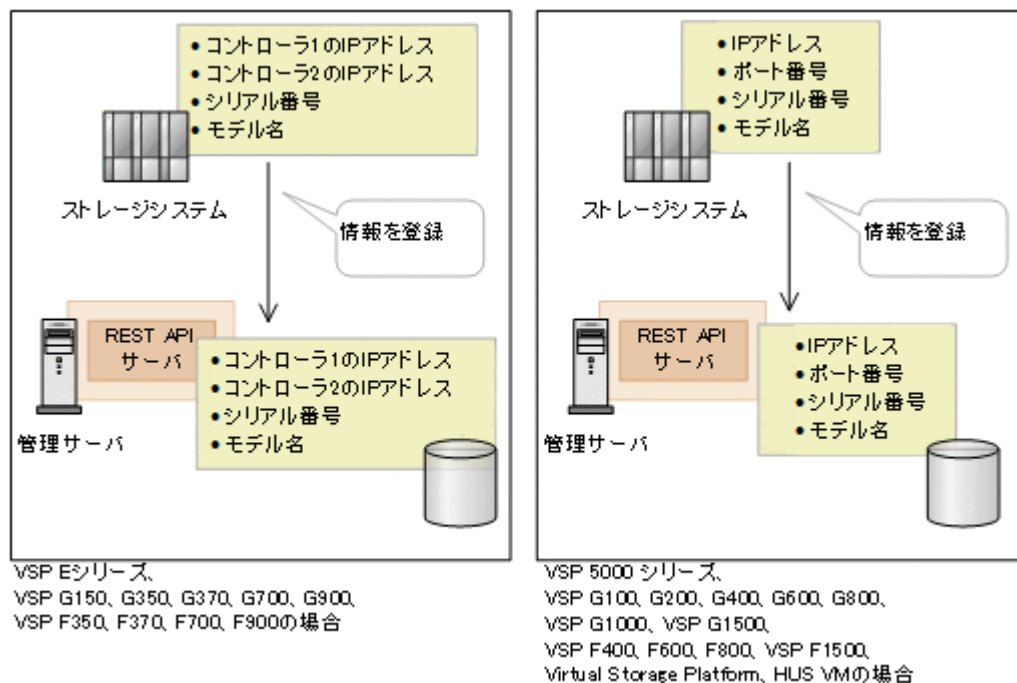 • コントローラ1のIPアドレス
• コントローラ2のIPアドレス
• シリアル番号
• モデル名
ストレージシステム
情報を登録
REST API
サーバ
• コントローラ1のIPアドレス
• コントローラ2のIPアドレス
• シリアル番号
• モデル名
管理サーバ
VSP Eシリーズ、
VSP G150、G350、G370、G700、G900、
VSP F350、F370、F700、F900の場合
• IPアドレス
• ポート番号
• シリアル番号
• モデル名
ストレージシステム
情報を登録
REST API
サーバ
• IPアドレス
• ポート番号
• シリアル番号
• モデル名
管理サーバ
VSP 5000 シリーズ、
VSP G100、G200、G400、G600、G800、
VSP G1000、VSP G1500、
VSP F400、F600、F800、VSP F1500、
Virtual Storage Platform、HUS VMの場合